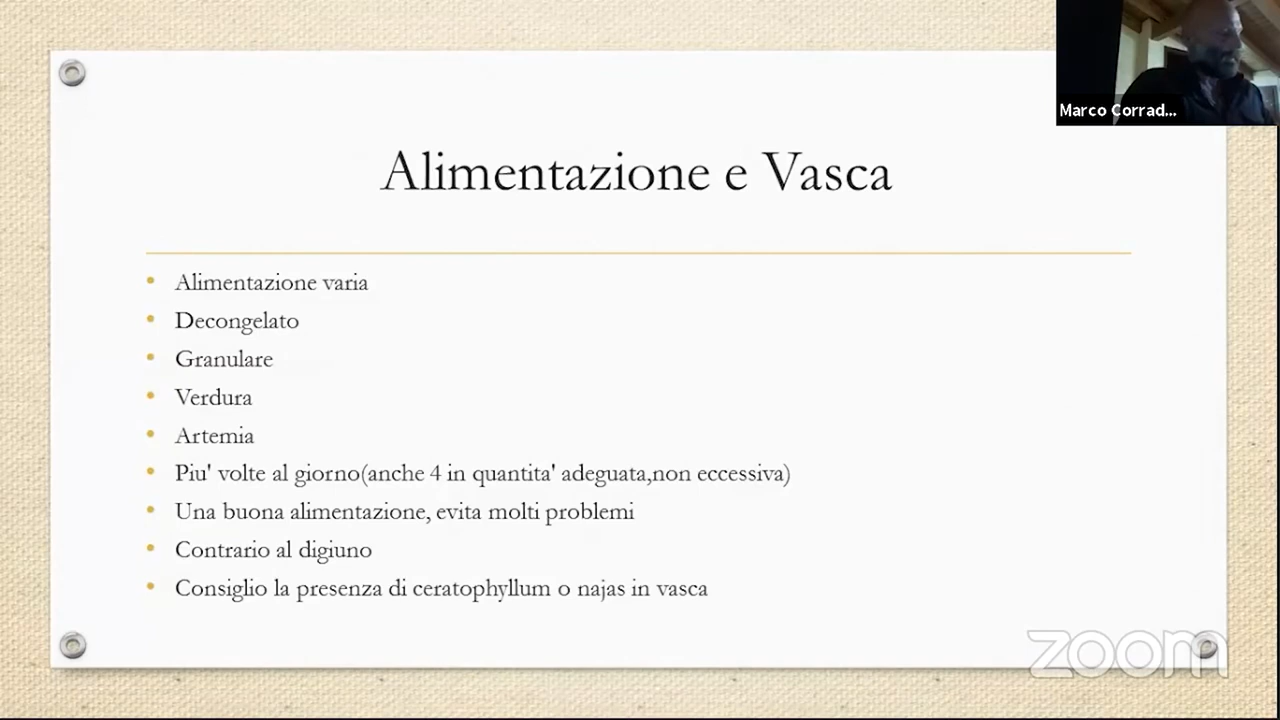 Marco Corrad...
Alimentazione e Vasca
• Alimentazione varia
• Decongelato
• Granulare
• Verdura
• Artemia
• Piu' volte al giorno(anche 4 in quantita' adeguata,non eccessiva)
• Una buona alimentazione, evita molti problemi
• Contrario al digiuno
• Consiglio la presenza di ceratophyllum o najas in vasca
zoom